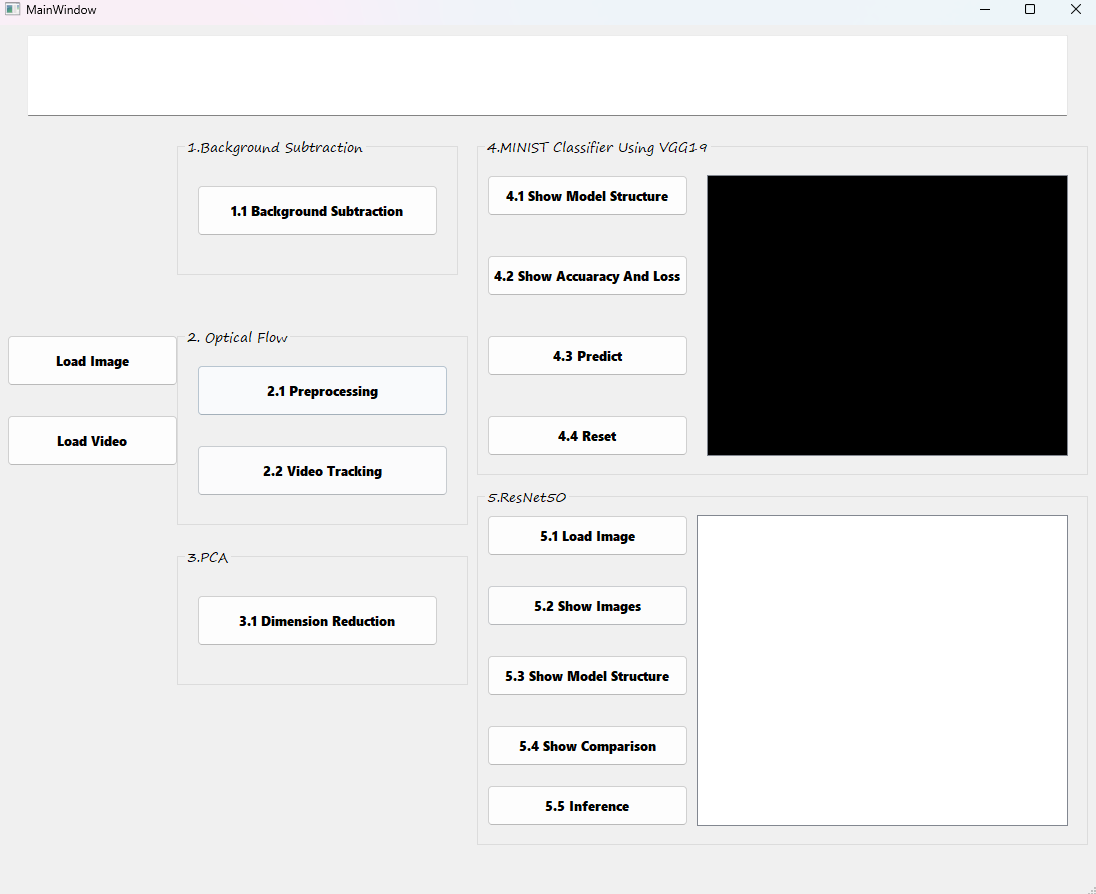 MainWindow
1.Background Subtraction
1.1 Background Subtraction
Load Image
Load Video
2. Optical Flow
2.1 Preprocessing
2.2 Video Tracking
3.PCA
3.1 Dimension Reduction
4.MINIST Classifier Using VGG19
4.1 Show Model Structure
4.2 Show Accuaracy And Loss
4.3 Predict
4.4 Reset
5.ResNet50
5.1 Load Image
5.2 Show Images
5.3 Show Model Structure
5.4 Show Comparison
5.5 Inference